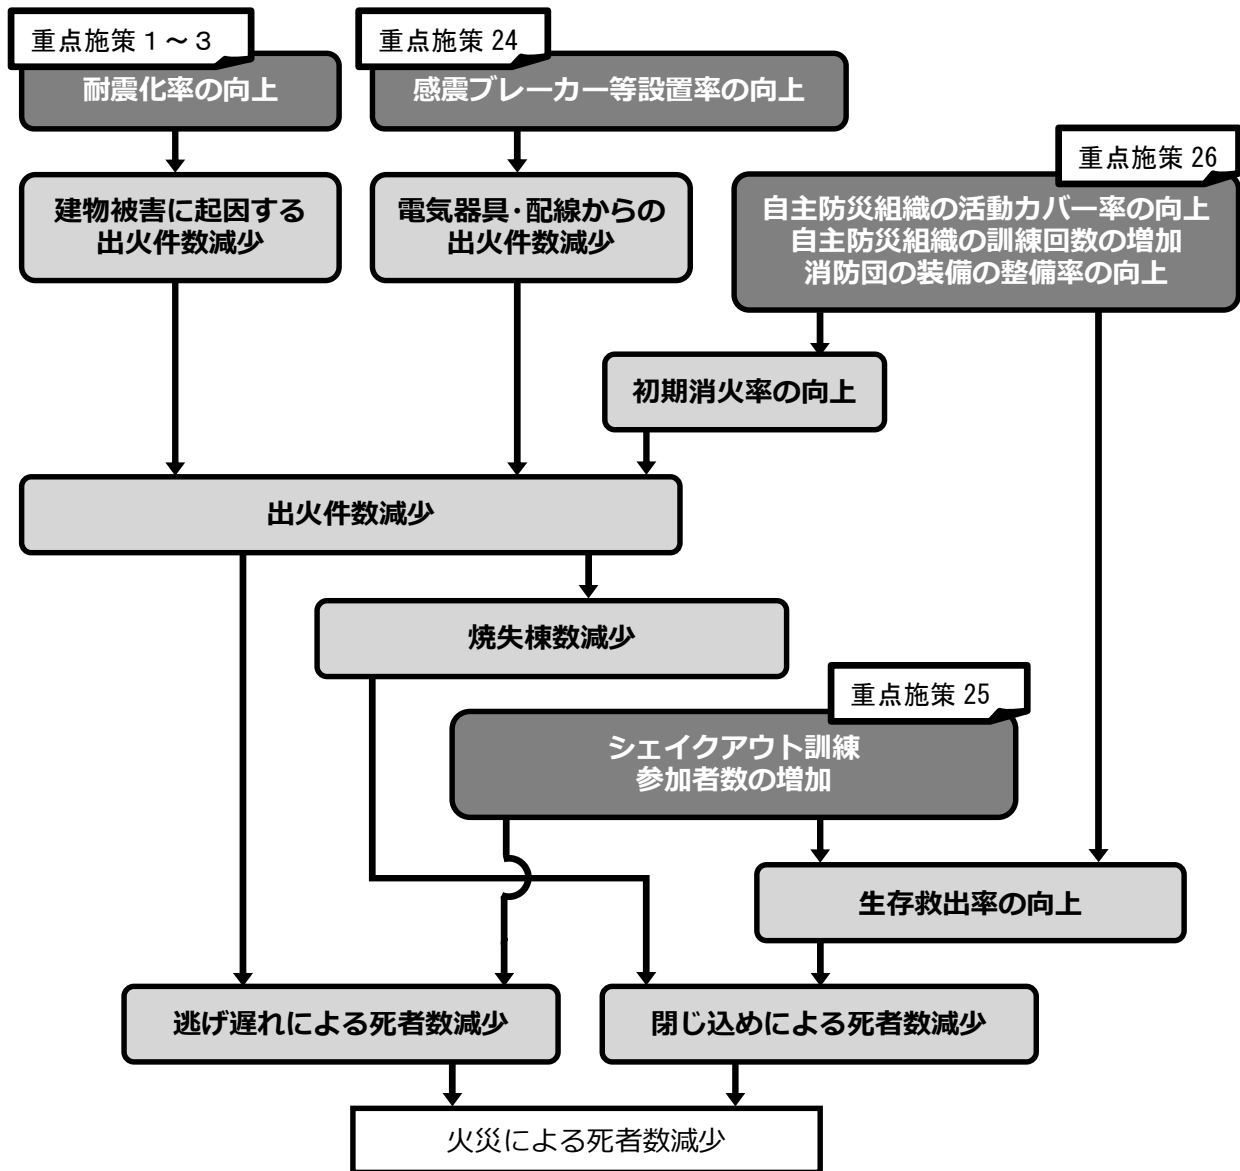 重点施策１～３
耐震化率の向上
重点施策 24
感震ブレーカー等設置率の向上
重点施策 26
自主防災組織の活動カバー率の向上
自主防災組織の訓練回数の増加
消防団の装備の整備率の向上
建物被害に起因する
出火件数減少
電気器具・配線からの
出火件数減少
初期消火率の向上
出火件数減少
焼失棟数減少
重点施策 25
シェイクアウト訓練
参加者数の増加
生存救出率の向上
逃げ遅れによる死者数減少
閉じ込めによる死者数減少
火災による死者数減少